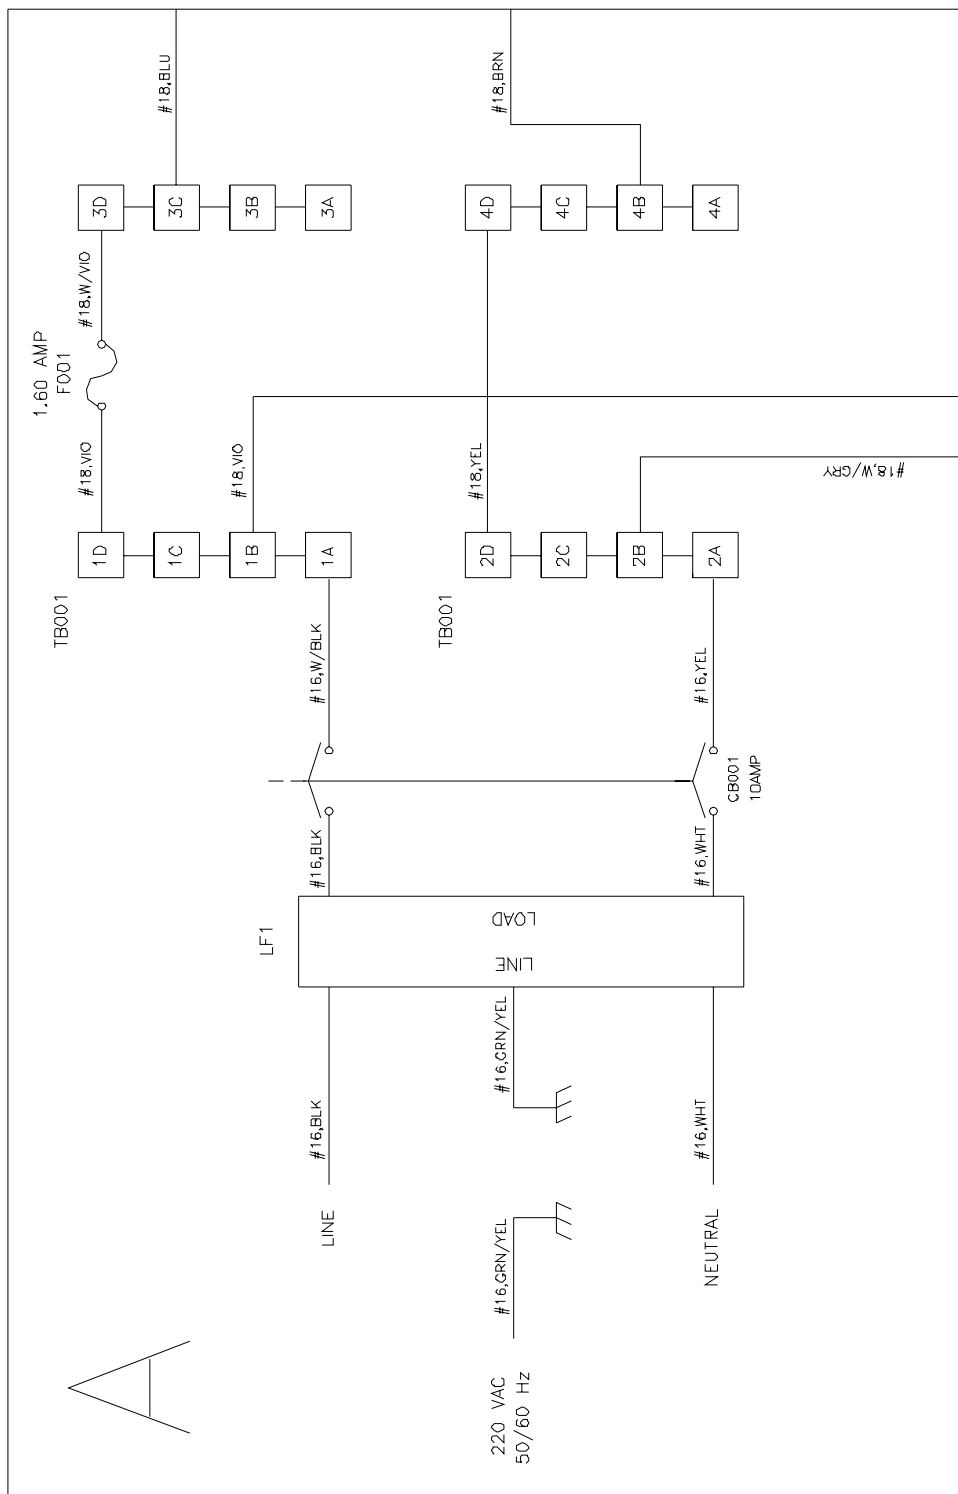 A
220 VAC
50/60 Hz
#16,GRN/YEL
LINE
#16,BLK
#16,GRN/YEL
NEUTRAL
#16,WHT
LF1
LINE
LOAD
#16,BLK
#16,WHT
CB001
10AMP
#16,W/BLK
#16,YEL
TB001
1D
1C
1B
1A
TB001
2D
2C
2B
2A
#18,VIO
#18,VIO
#18,YEL
#18,W/GRY
1.60 AMP
F001
#18,W/VIO
3D
3C
3B
3A
4D
4C
4B
4A
#18,BLU
#18,BRN